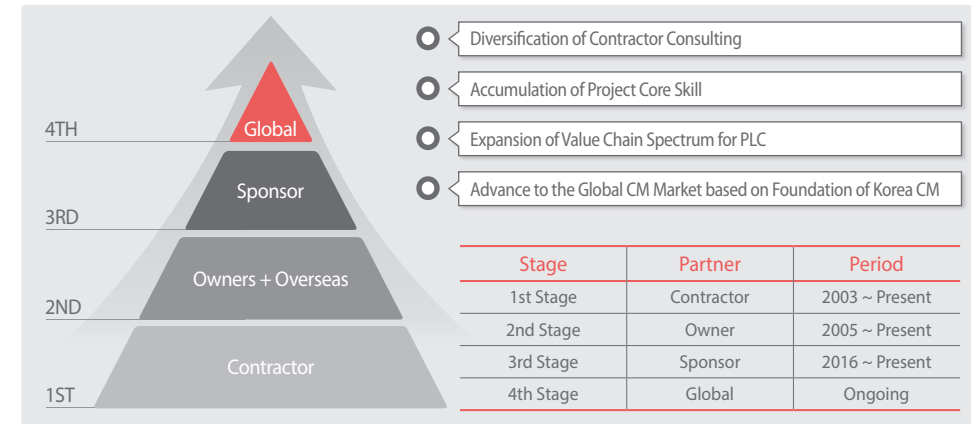 4TH
Global
3RD
Sponsor
2ND
Owners + Overseas
1ST
Contractor
Diversification of Contractor Consulting
Accumulation of Project Core Skill
Expansion of Value Chain Spectrum for PLC
Advance to the Global CM Market based on Foundation of Korea CM
Stage Partner Period
1st Stage Contractor 2003 ~ Present
2nd Stage Owner 2005 ~ Present
3rd Stage Sponsor 2016 ~ Present
4th Stage Global Ongoing